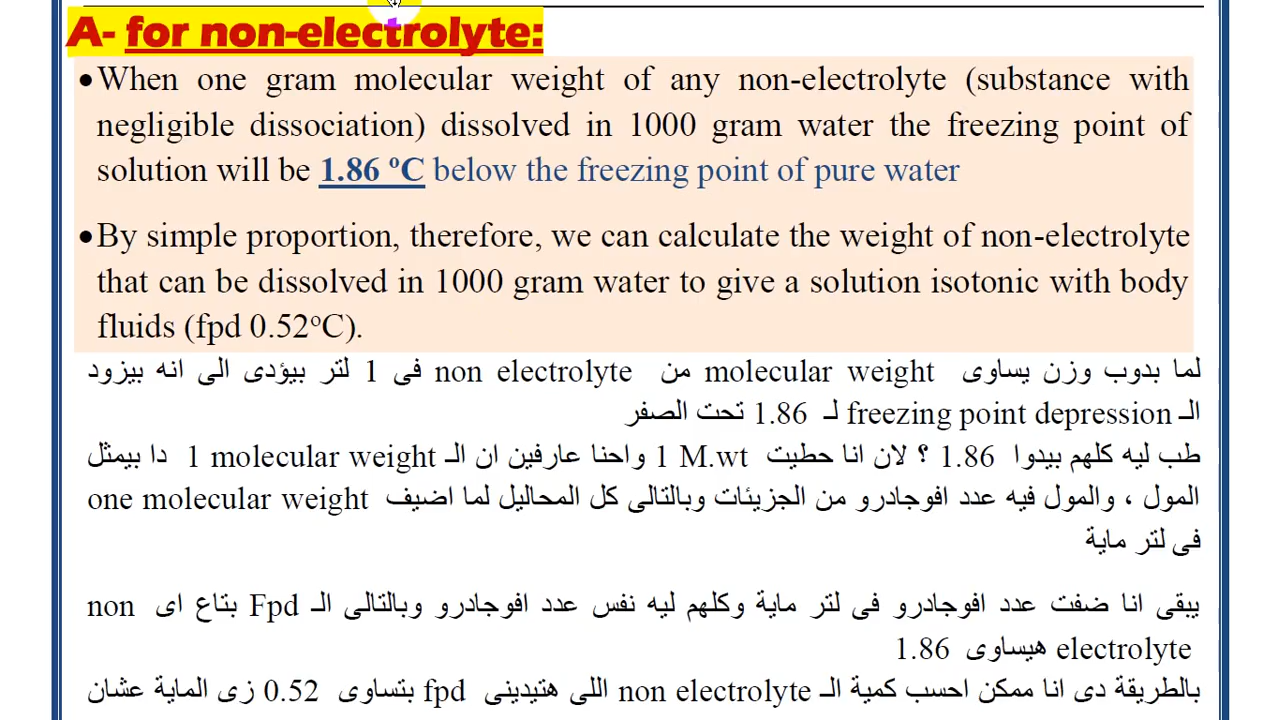 A- for non-electrolyte:
•When one gram molecular weight of any non-electrolyte (substance with
negligible dissociation) dissolved in 1000 gram water the freezing point of
solution will be 1.86 ºC below the freezing point of pure water
•By simple proportion, therefore, we can calculate the weight of non-electrolyte
that can be dissolved in 1000 gram water to give a solution isotonic with body
fluids (fpd 0.52ºC).
لما بدوب وزن يساوى molecular weight من non electrolyte فى 1 لتر بيؤدى الى انه بيزود
الـ freezing point depression لـ 1.86 تحت الصفر
طب ليه كلهم بيدوا 1.86 ؟ لان انا حطيت 1 M.wt واحنا عارفين ان الـ 1 molecular weight دا بيمثل
المول ، والمول فيه عدد افوجادرو من الجزيئات وبالتالى كل المحاليل لما اضيف one molecular weight
فى لتر ماية
يبقى انا ضفت عدد افوجادرو فى لتر ماية وكلهم ليه نفس عدد افوجادرو وبالتالى الـ Fpd بتاع اى non
electrolyte هيساوى 1.86
بالطريقة دى انا ممكن احسب كمية الـ non electrolyte اللى هتيدينى fpd بتساوى 0.52 زى الماية عشان